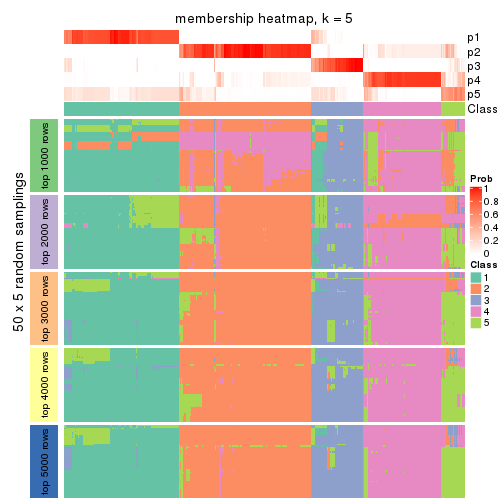 membership heatmap, k = 5
p1
p2
p3
p4
p5
Class
50 x 5 random samplings
top 1000 rows
top 2000 rows
top 3000 rows
top 4000 rows
top 5000 rows
Prob
1
0.8
0.6
0.4
0.2
0
Class
1
2
3
4
5